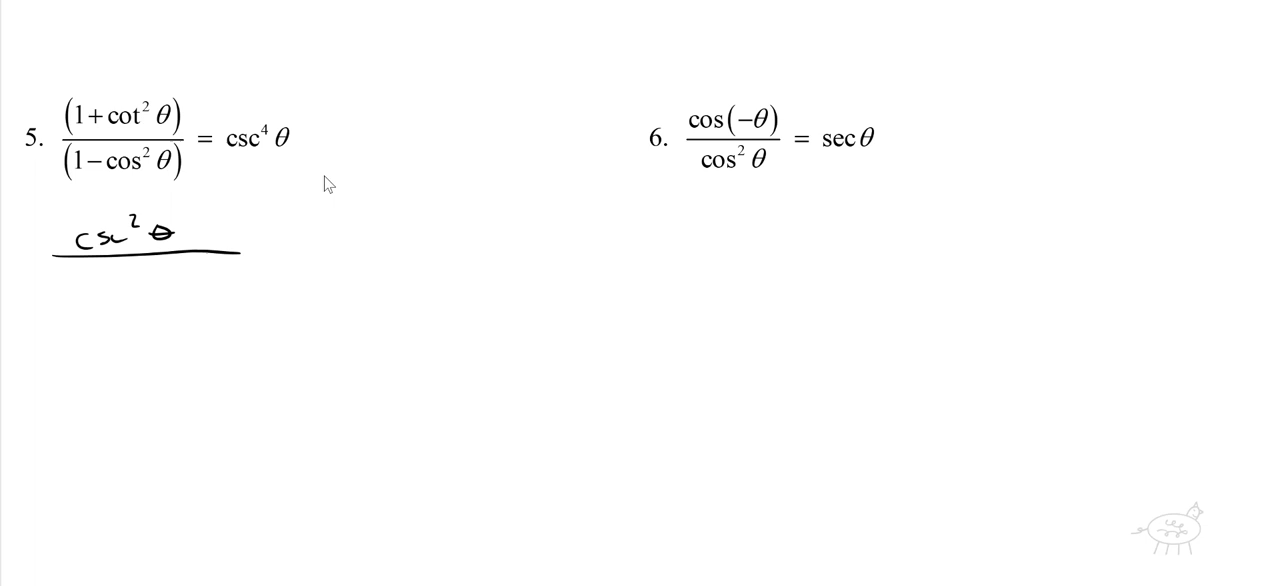 5. (1+cot² θ) / (1−cos² θ) = csc⁴ θ
csc² θ
6. cos(−θ) / cos² θ = sec θ